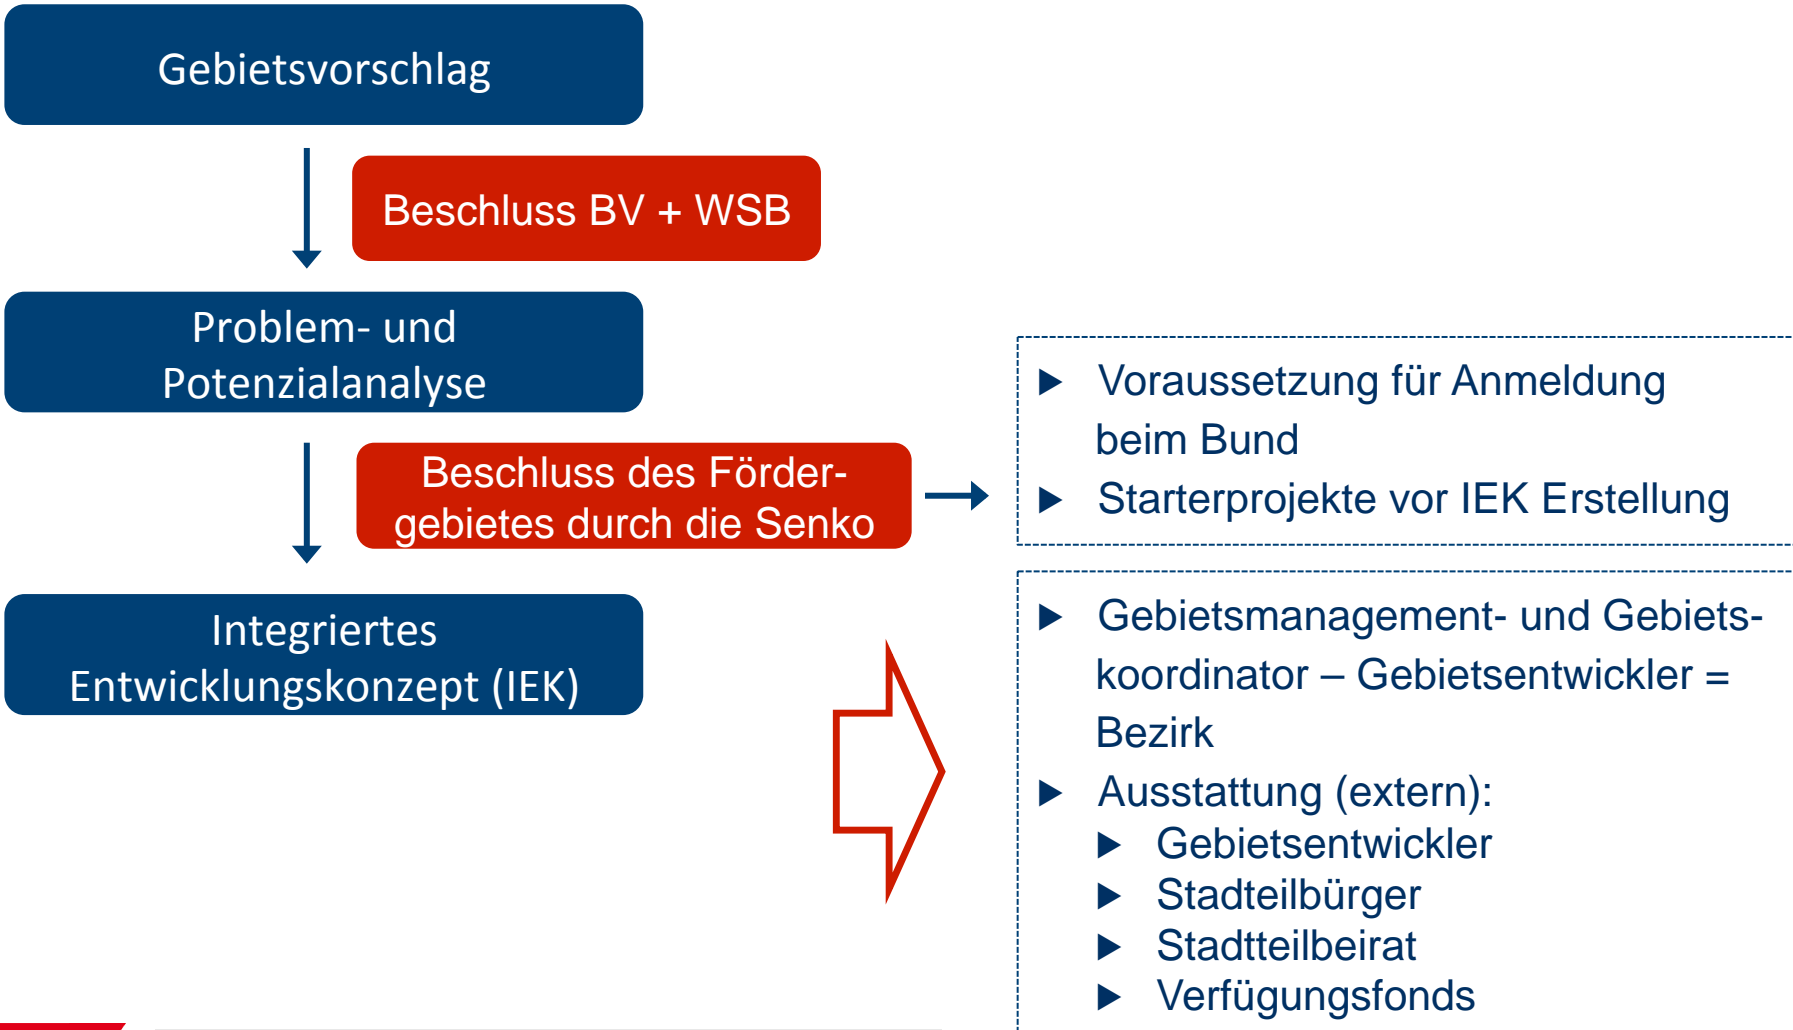 Gebietsvorschlag
Beschluss BV + WSB
Problem- und
Potenzialanalyse
Beschluss des Förder-
gebietes durch die Senko
Integriertes
Entwicklungskonzept (IEK)
▶ Voraussetzung für Anmeldung
beim Bund
▶ Starterprojekte vor IEK Erstellung
▶ Gebietsmanagement- und Gebiets-
koordinator – Gebietsentwickler =
Bezirk
▶ Ausstattung (extern):
▶ Gebietsentwickler
▶ Stadteilbürger
▶ Stadtteilbeirat
▶ Verfügungsfonds